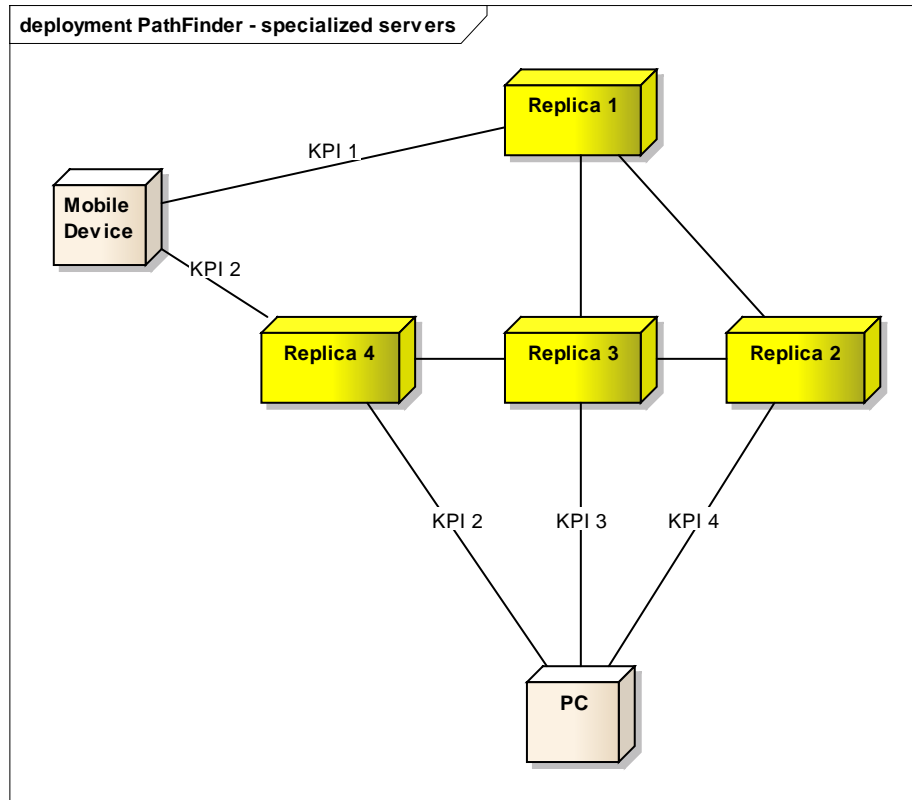 deployment PathFinder - specialized servers
Replica 1
KPI 1
Mobile
Device
KPI 2
Replica 4
Replica 3
Replica 2
KPI 2
KPI 3
KPI 4
PC